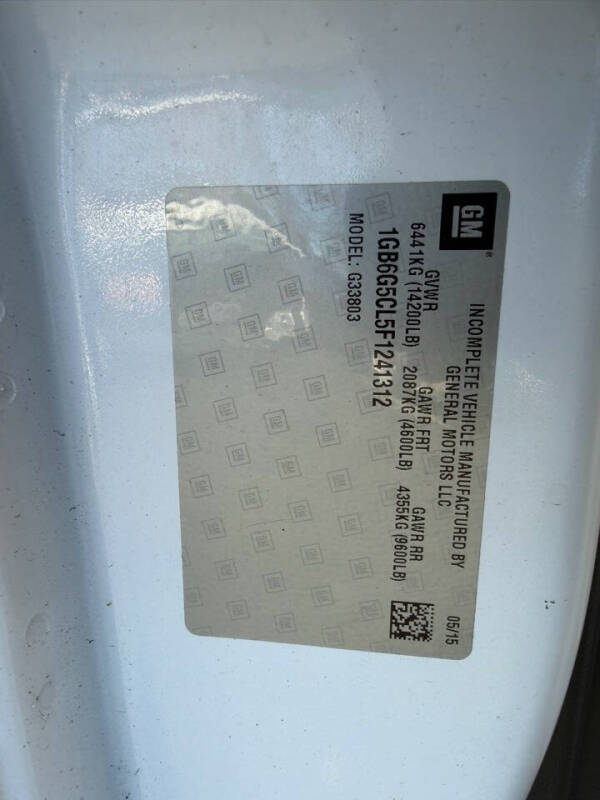 GM ®
INCOMPLETE VEHICLE MANUFACTURED BY
GENERAL MOTORS LLC
05/15
GVWR GAWR FRT GAWR RR
6441KG (14200LB) 2087KG (4600LB) 4355KG (9600LB)
1GB6G5CL5F1241312
MODEL: G33803